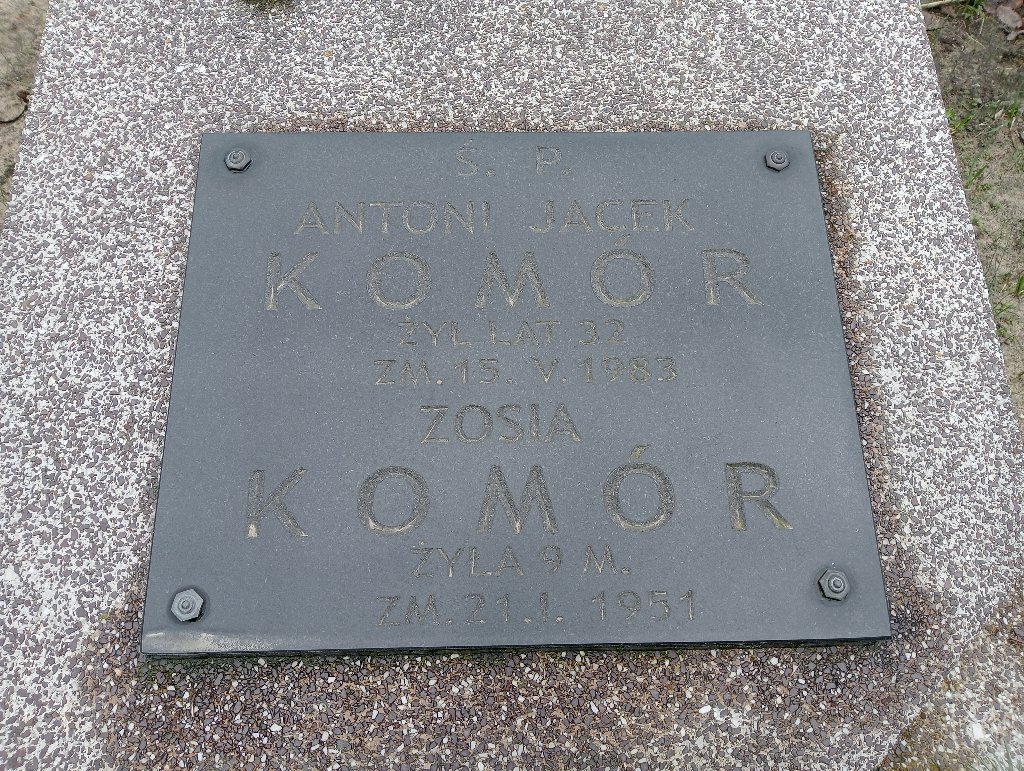 Ś. P.
ANTONI JACEK
KOMÓR
ŻYŁ LAT 32
ZM. 15. V. 1983
ZOSIA
KOMÓR
ŻYŁA 9 M.
ZM. 21. I. 1951